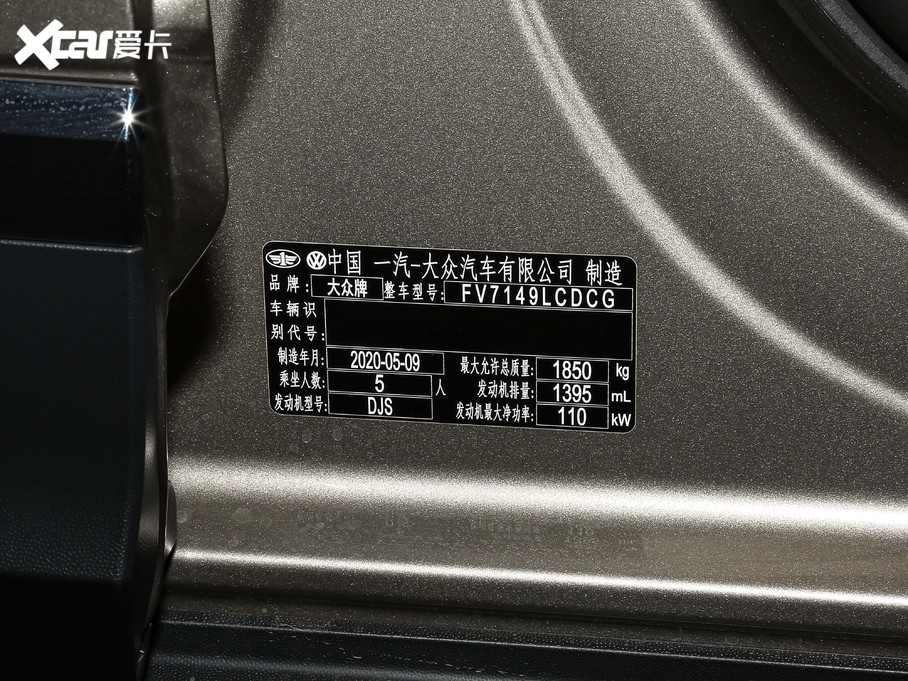 Xcar爱卡
中国 一汽-大众汽车有限公司 制造
品牌: 大众牌 整车型号: FV7149LCDCG
车辆识
别代号:
制造年月: 2020-05-09 最大允许总质量: 1850 kg
乘坐人数: 5 人 发动机排量: 1395 mL
发动机型号: DJS 发动机最大净功率: 110 kW